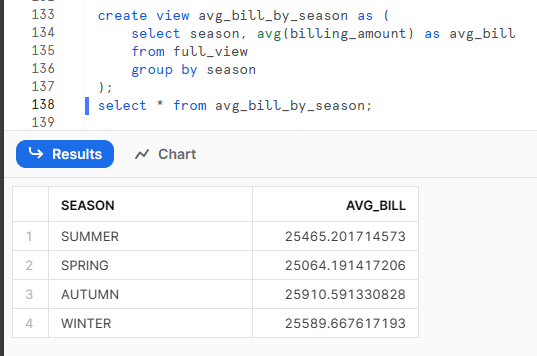 133 create view avg_bill_by_season as (
134 select season, avg(billing_amount) as avg_bill
135 from full_view
136 group by season
137 );
138 select * from avg_bill_by_season;
139
Results Chart
SEASON AVG_BILL
1 SUMMER 25465.201714573
2 SPRING 25064.191417206
3 AUTUMN 25910.591330828
4 WINTER 25589.667617193